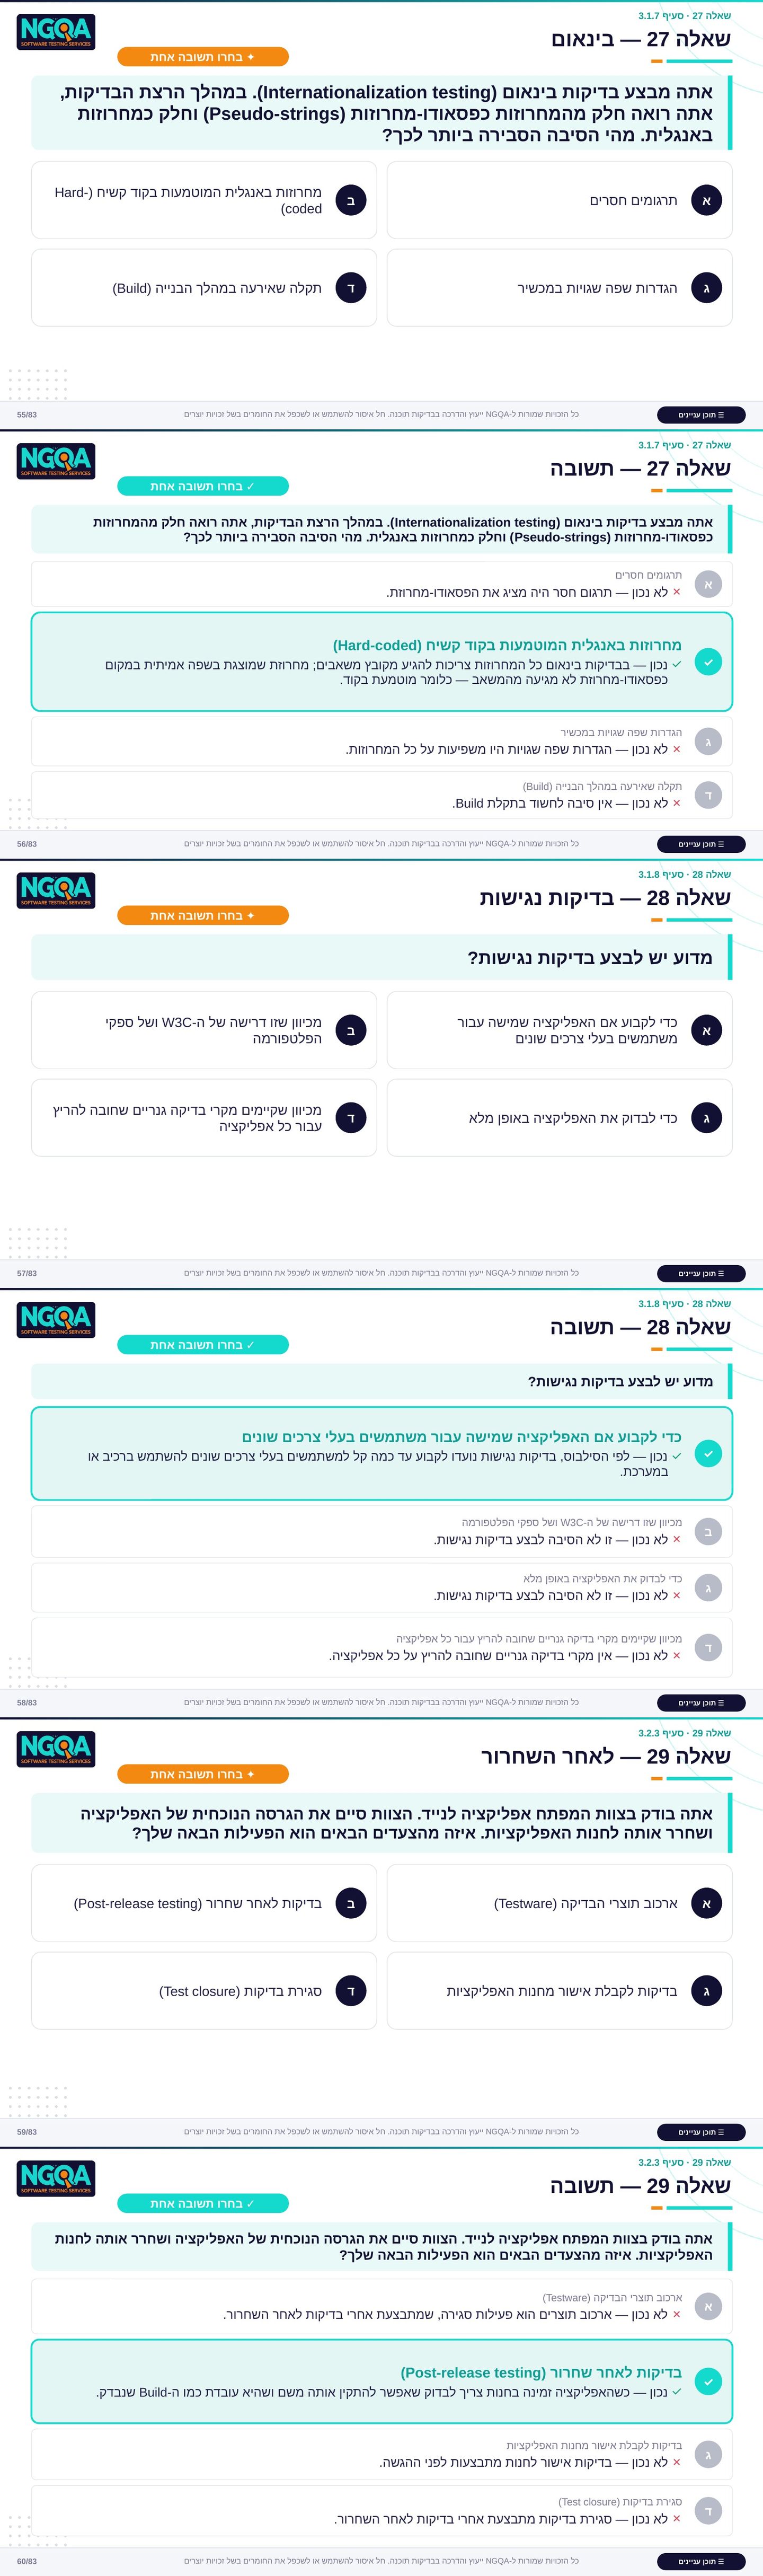 שאלה 27 · סעיף 3.1.7
NGQA
SOFTWARE TESTING SERVICES
שאלה 27 — בינאום
✦ בחרו תשובה אחת
אתה מבצע בדיקות בינאום (Internationalization testing). במהלך הרצת הבדיקות,
אתה רואה חלק מהמחרוזות כפסאודו-מחרוזות (Pseudo-strings) וחלק כמחרוזות
באנגלית. מהי הסיבה הסבירה ביותר לכך?
א
תרגומים חסרים
ב
מחרוזות באנגלית המוטמעות בקוד קשיח (Hard-
coded)
ג
הגדרות שפה שגויות במכשיר
ד
תקלה שאירעה במהלך הבנייה (Build)
☰ תוכן עניינים
כל הזכויות שמורות ל-NGQA ייעוץ והדרכה בבדיקות תוכנה. חל איסור להשתמש או לשכפל את החומרים בשל זכויות יוצרים
55/83
שאלה 27 · סעיף 3.1.7
NGQA
SOFTWARE TESTING SERVICES
שאלה 27 — תשובה
✓ בחרו תשובה אחת
אתה מבצע בדיקות בינאום (Internationalization testing). במהלך הרצת הבדיקות, אתה רואה חלק מהמחרוזות
כפסאודו-מחרוזות (Pseudo-strings) וחלק כמחרוזות באנגלית. מהי הסיבה הסבירה ביותר לכך?
א
תרגומים חסרים
✕ לא נכון — תרגום חסר היה מציג את הפסאודו-מחרוזת.
✓
מחרוזות באנגלית המוטמעות בקוד קשיח (Hard-coded)
✓ נכון — בבדיקות בינאום כל המחרוזות צריכות להגיע מקובץ משאבים; מחרוזת שמוצגת בשפה אמיתית במקום
כפסאודו-מחרוזת לא מגיעה מהמשאב — כלומר מוטמעת בקוד.
ג
הגדרות שפה שגויות במכשיר
✕ לא נכון — הגדרות שפה שגויות היו משפיעות על כל המחרוזות.
ד
תקלה שאירעה במהלך הבנייה (Build)
✕ לא נכון — אין סיבה לחשוד בתקלת Build.
☰ תוכן עניינים
כל הזכויות שמורות ל-NGQA ייעוץ והדרכה בבדיקות תוכנה. חל איסור להשתמש או לשכפל את החומרים בשל זכויות יוצרים
56/83
שאלה 28 · סעיף 3.1.8
NGQA
SOFTWARE TESTING SERVICES
שאלה 28 — בדיקות נגישות
✦ בחרו תשובה אחת
מדוע יש לבצע בדיקות נגישות?
א
כדי לקבוע אם האפליקציה שמישה עבור
משתמשים בעלי צרכים שונים
ב
מכיוון שזו דרישה של ה-W3C ושל ספקי
הפלטפורמה
ג
כדי לבדוק את האפליקציה באופן מלא
ד
מכיוון שקיימים מקרי בדיקה גנריים שחובה להריץ
עבור כל אפליקציה
☰ תוכן עניינים
כל הזכויות שמורות ל-NGQA ייעוץ והדרכה בבדיקות תוכנה. חל איסור להשתמש או לשכפל את החומרים בשל זכויות יוצרים
57/83
שאלה 28 · סעיף 3.1.8
NGQA
SOFTWARE TESTING SERVICES
שאלה 28 — תשובה
✓ בחרו תשובה אחת
מדוע יש לבצע בדיקות נגישות?
✓
כדי לקבוע אם האפליקציה שמישה עבור משתמשים בעלי צרכים שונים
✓ נכון — לפי הסילבוס, בדיקות נגישות נועדו לקבוע עד כמה קל למשתמשים בעלי צרכים שונים להשתמש ברכיב או
במערכת.
ב
מכיוון שזו דרישה של ה-W3C ושל ספקי הפלטפורמה
✕ לא נכון — זו לא הסיבה לבצע בדיקות נגישות.
ג
כדי לבדוק את האפליקציה באופן מלא
✕ לא נכון — זו לא הסיבה לבצע בדיקות נגישות.
ד
מכיוון שקיימים מקרי בדיקה גנריים שחובה להריץ עבור כל אפליקציה
✕ לא נכון — אין מקרי בדיקה גנריים שחובה להריץ על כל אפליקציה.
☰ תוכן עניינים
כל הזכויות שמורות ל-NGQA ייעוץ והדרכה בבדיקות תוכנה. חל איסור להשתמש או לשכפל את החומרים בשל זכויות יוצרים
58/83
שאלה 29 · סעיף 3.2.3
NGQA
SOFTWARE TESTING SERVICES
שאלה 29 — לאחר השחרור
✦ בחרו תשובה אחת
אתה בודק בצוות המפתח אפליקציה לנייד. הצוות סיים את הגרסה הנוכחית של האפליקציה
ושחרר אותה לחנות האפליקציות. איזה מהצעדים הבאים הוא הפעילות הבאה שלך?
א
ארכוב תוצרי הבדיקה (Testware)
ב
בדיקות לאחר שחרור (Post-release testing)
ג
בדיקות לקבלת אישור מחנות האפליקציות
ד
סגירת בדיקות (Test closure)
☰ תוכן עניינים
כל הזכויות שמורות ל-NGQA ייעוץ והדרכה בבדיקות תוכנה. חל איסור להשתמש או לשכפל את החומרים בשל זכויות יוצרים
59/83
שאלה 29 · סעיף 3.2.3
NGQA
SOFTWARE TESTING SERVICES
שאלה 29 — תשובה
✓ בחרו תשובה אחת
אתה בודק בצוות המפתח אפליקציה לנייד. הצוות סיים את הגרסה הנוכחית של האפליקציה ושחרר אותה לחנות
האפליקציות. איזה מהצעדים הבאים הוא הפעילות הבאה שלך?
א
ארכוב תוצרי הבדיקה (Testware)
✕ לא נכון — ארכוב תוצרים הוא פעילות סגירה, שמתבצעת אחרי בדיקות לאחר השחרור.
✓
בדיקות לאחר שחרור (Post-release testing)
✓ נכון — כשהאפליקציה זמינה בחנות צריך לבדוק שאפשר להתקין אותה משם ושהיא עובדת כמו ה-Build שנבדק.
ג
בדיקות לקבלת אישור מחנות האפליקציות
✕ לא נכון — בדיקות אישור לחנות מתבצעות לפני ההגשה.
ד
סגירת בדיקות (Test closure)
✕ לא נכון — סגירת בדיקות מתבצעת אחרי בדיקות לאחר השחרור.
☰ תוכן עניינים
כל הזכויות שמורות ל-NGQA ייעוץ והדרכה בבדיקות תוכנה. חל איסור להשתמש או לשכפל את החומרים בשל זכויות יוצרים
60/83